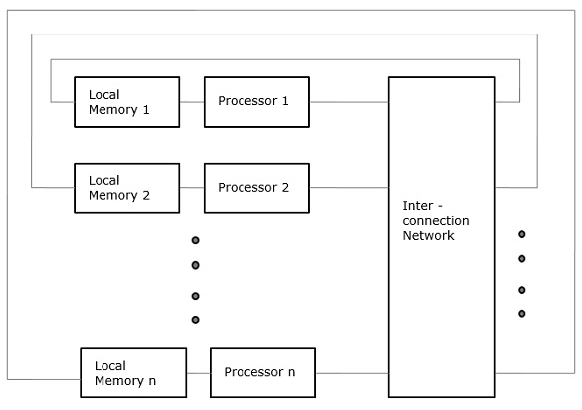 Local
Memory 1
Processor 1
Local
Memory 2
Processor 2
Inter -
connection
Network
Local
Memory n
Processor n